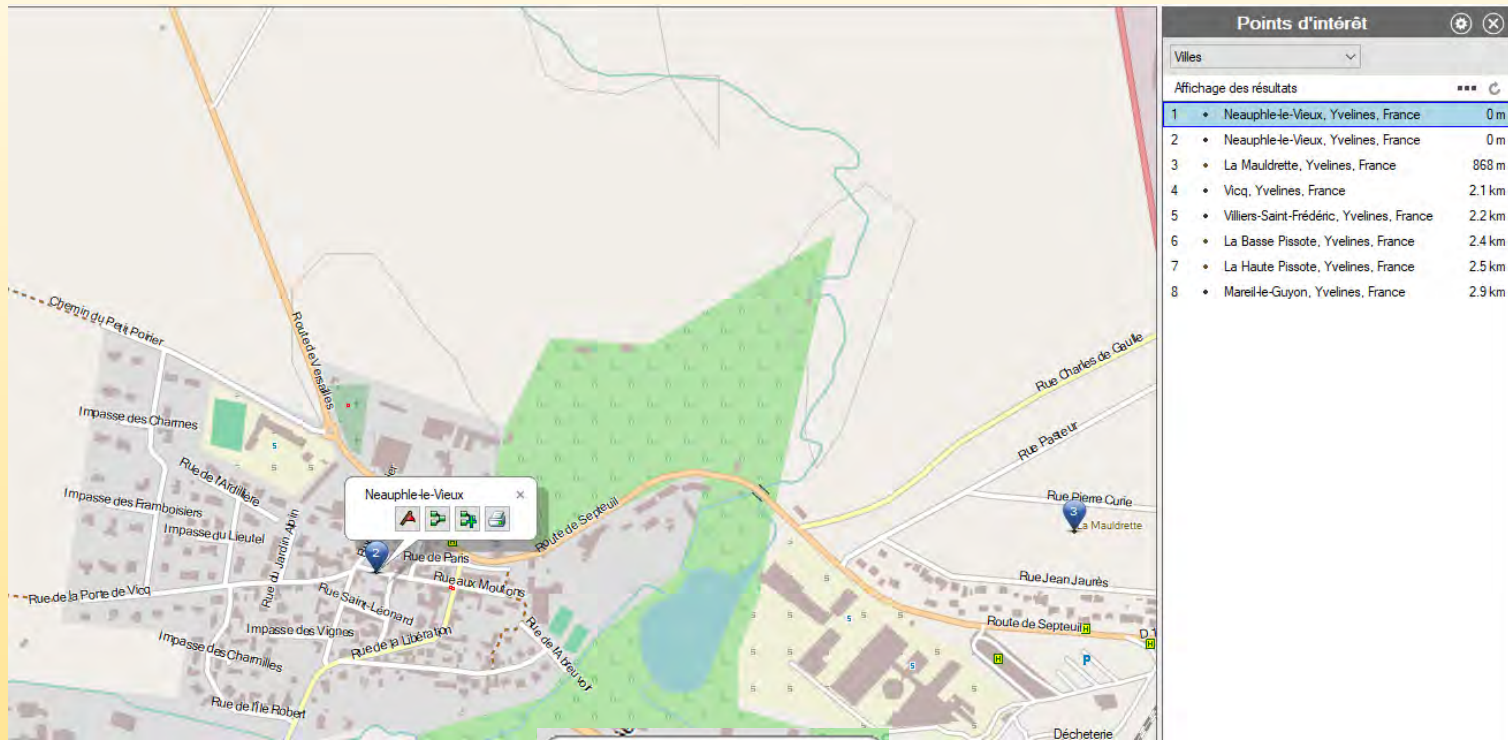 Points d'intérêt
Villes
Affichage des résultats
1 • Neauphle-le-Vieux, Yvelines, France 0 m
2 • Neauphle-le-Vieux, Yvelines, France 0 m
3 • La Mauldrette, Yvelines, France 868 m
4 • Vicq, Yvelines, France 2.1 km
5 • Villiers-Saint-Frédéric, Yvelines, France 2.2 km
6 • La Basse Pissote, Yvelines, France 2.4 km
7 • La Haute Pissote, Yvelines, France 2.5 km
8 • Mareil-le-Guyon, Yvelines, France 2.9 km
Chemin du Petit Poirier
Route de Versailles
Rue Charles de Gaulle
Impasse des Charmes
Rue Pasteur
Rue de l'Ardillère
Impasse des Framboisiers
Neauphle-le-Vieux
Rue Pierre Curie
3
La Mauldrette
Impasse du Lieutel
Rue du Jardin Alpin
Route de Septeuil
2
Rue de Paris
Rue aux Moutons
Rue Jean Jaurès
Rue de la Porte de Vicq
Rue Saint-Léonard
Impasse des Vignes
Rue de la Libération
Route de Septeuil
H
H
H
H
D 1
P
Impasse des Charmilles
Rue de l'Abreuvoir
Rue de l'Ile Robert
Décheterie